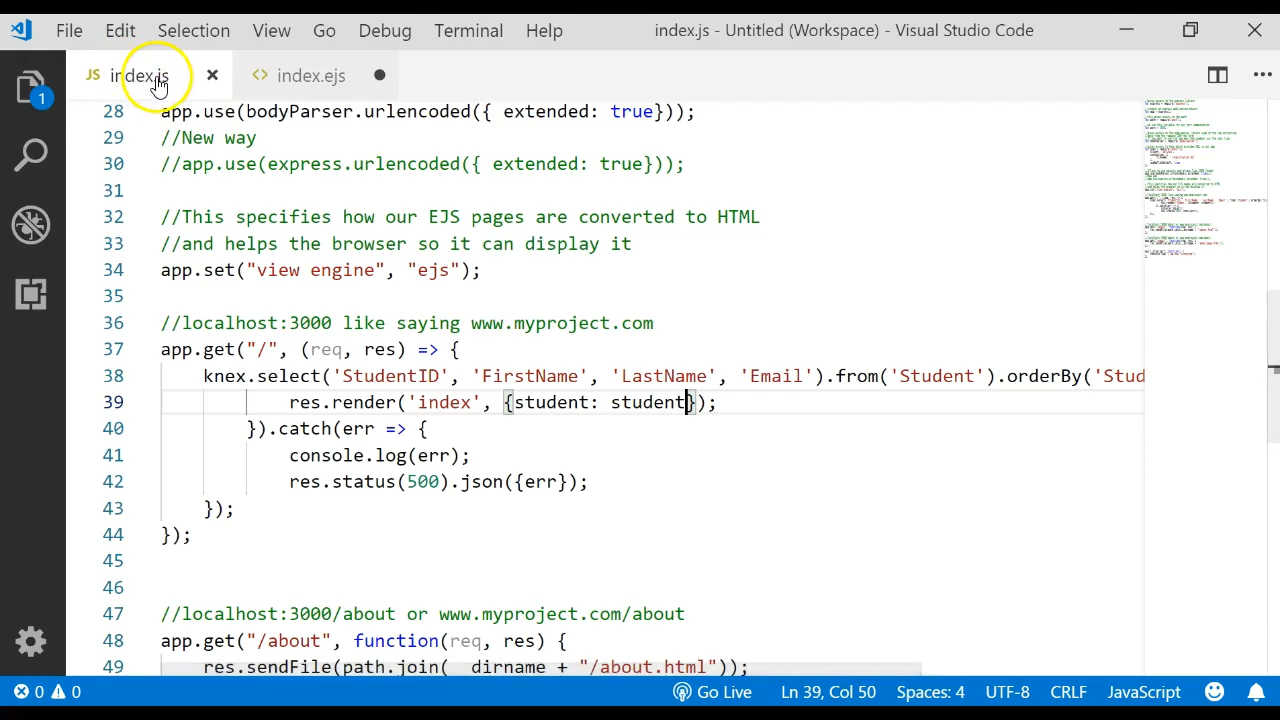 File Edit Selection View Go Debug Terminal Help index.js - Untitled (Workspace) - Visual Studio Code
JS index.js <> index.ejs
1
28 app.use(bodyParser.urlencoded({ extended: true}));
29 //New way
30 //app.use(express.urlencoded({ extended: true}));
31
32 //This specifies how our EJS pages are converted to HTML
33 //and helps the browser so it can display it
34 app.set("view engine", "ejs");
35
36 //localhost:3000 like saying www.myproject.com
37 app.get("/", (req, res) => {
38 knex.select('StudentID', 'FirstName', 'LastName', 'Email').from('Student').orderBy('Stud
39 res.render('index', {student: student});
40 }).catch(err => {
41 console.log(err);
42 res.status(500).json({err});
43 });
44 });
45
46
47 //localhost:3000/about or www.myproject.com/about
48 app.get("/about", function(req, res) {
49 res.sendFile(path.join(__dirname + "/about.html"));
0 0 Go Live Ln 39, Col 50 Spaces: 4 UTF-8 CRLF JavaScript